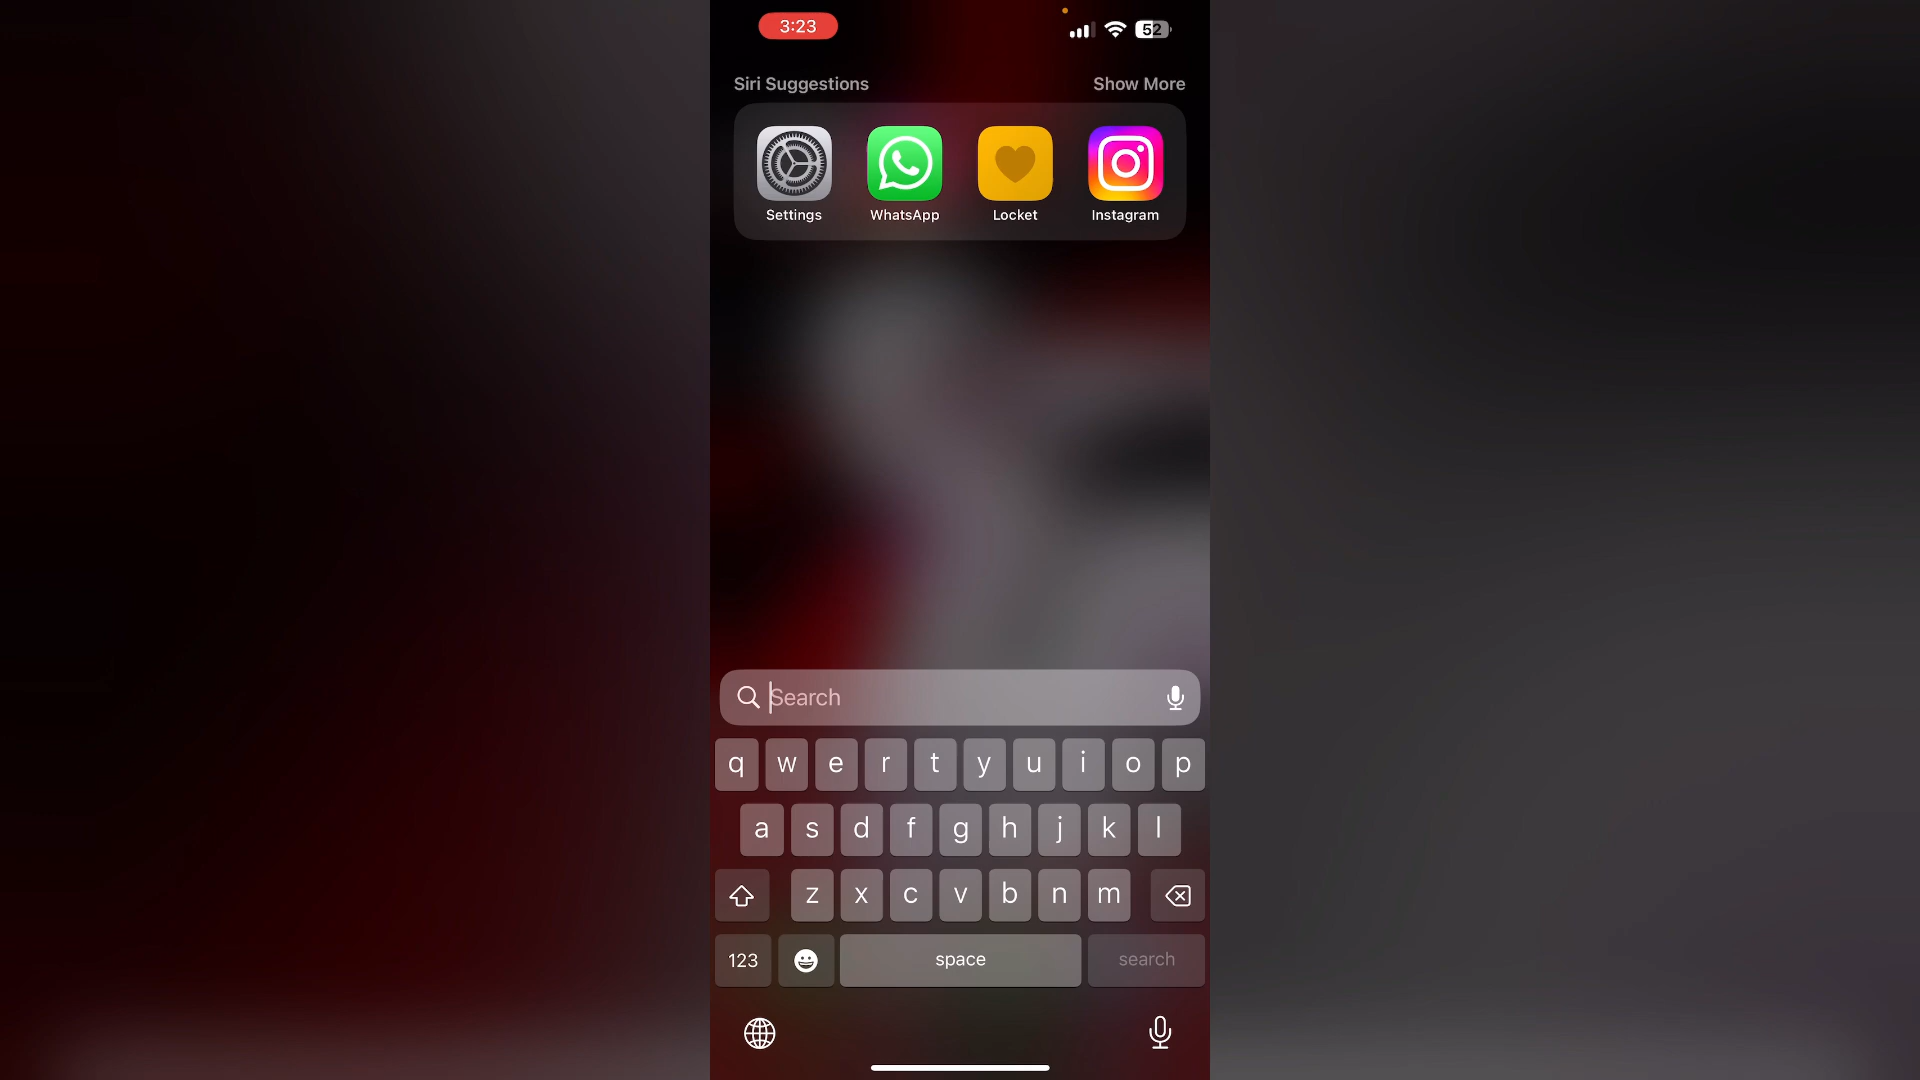 3:23
52
Siri Suggestions
Show More
Settings
WhatsApp
Locket
Instagram
Search
q w e r t y u i o p
a s d f g h j k l
z x c v b n m
123
space
search